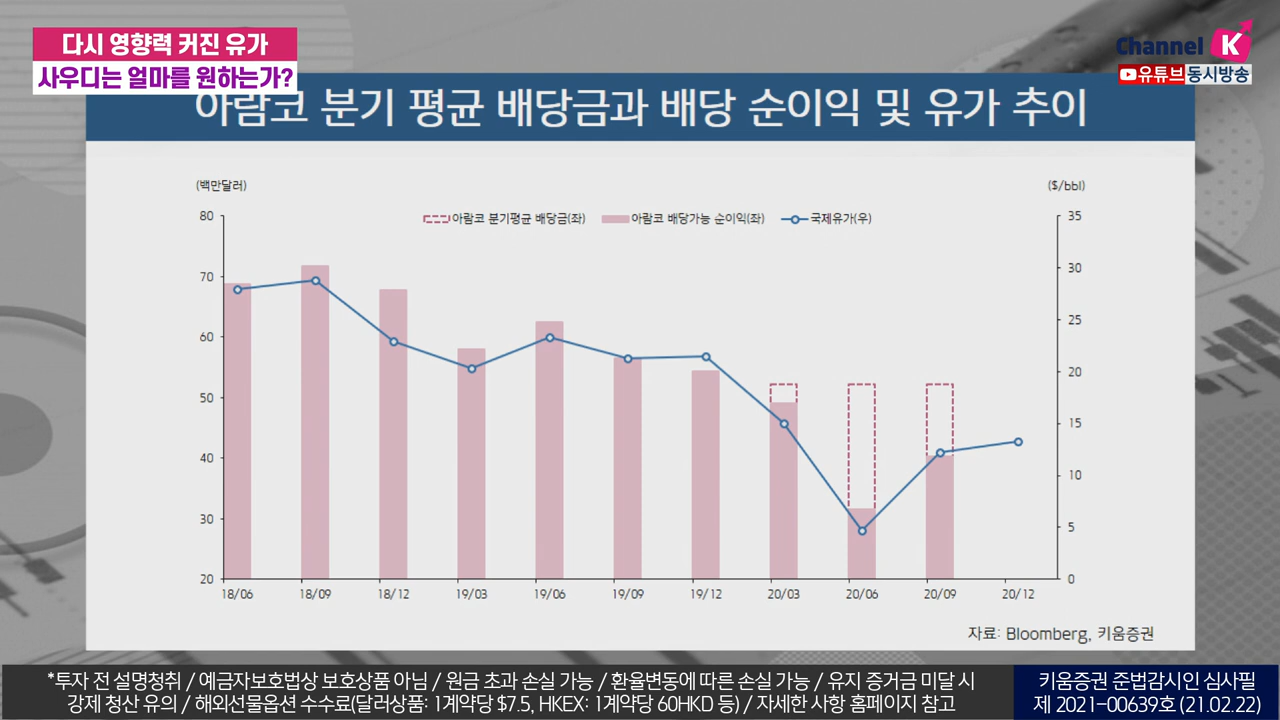 다시 영향력 커진 유가
사우디는 얼마를 원하는가?
Channel K
유튜브동시방송
아람코 분기 평균 배당금과 배당 순이익 및 유가 추이
(백만달러)
($/bbl)
아람코 분기평균 배당금(좌)
아람코 배당가능 순이익(좌)
국제유가(우)
80
70
60
50
40
30
20
35
30
25
20
15
10
5
0
18/06
18/09
18/12
19/03
19/06
19/09
19/12
20/03
20/06
20/09
20/12
자료: Bloomberg, 키움증권
*투자 전 설명청취 / 예금자보호법상 보호상품 아님 / 원금 초과 손실 가능 / 환율변동에 따른 손실 가능 / 유지 증거금 미달 시
강제 청산 유의 / 해외선물옵션 수수료(달러상품: 1계약당 $7.5, HKEX: 1계약당 60HKD 등) / 자세한 사항 홈페이지 참고
키움증권 준법감시인 심사필
제 2021-00639호 (21.02.22)